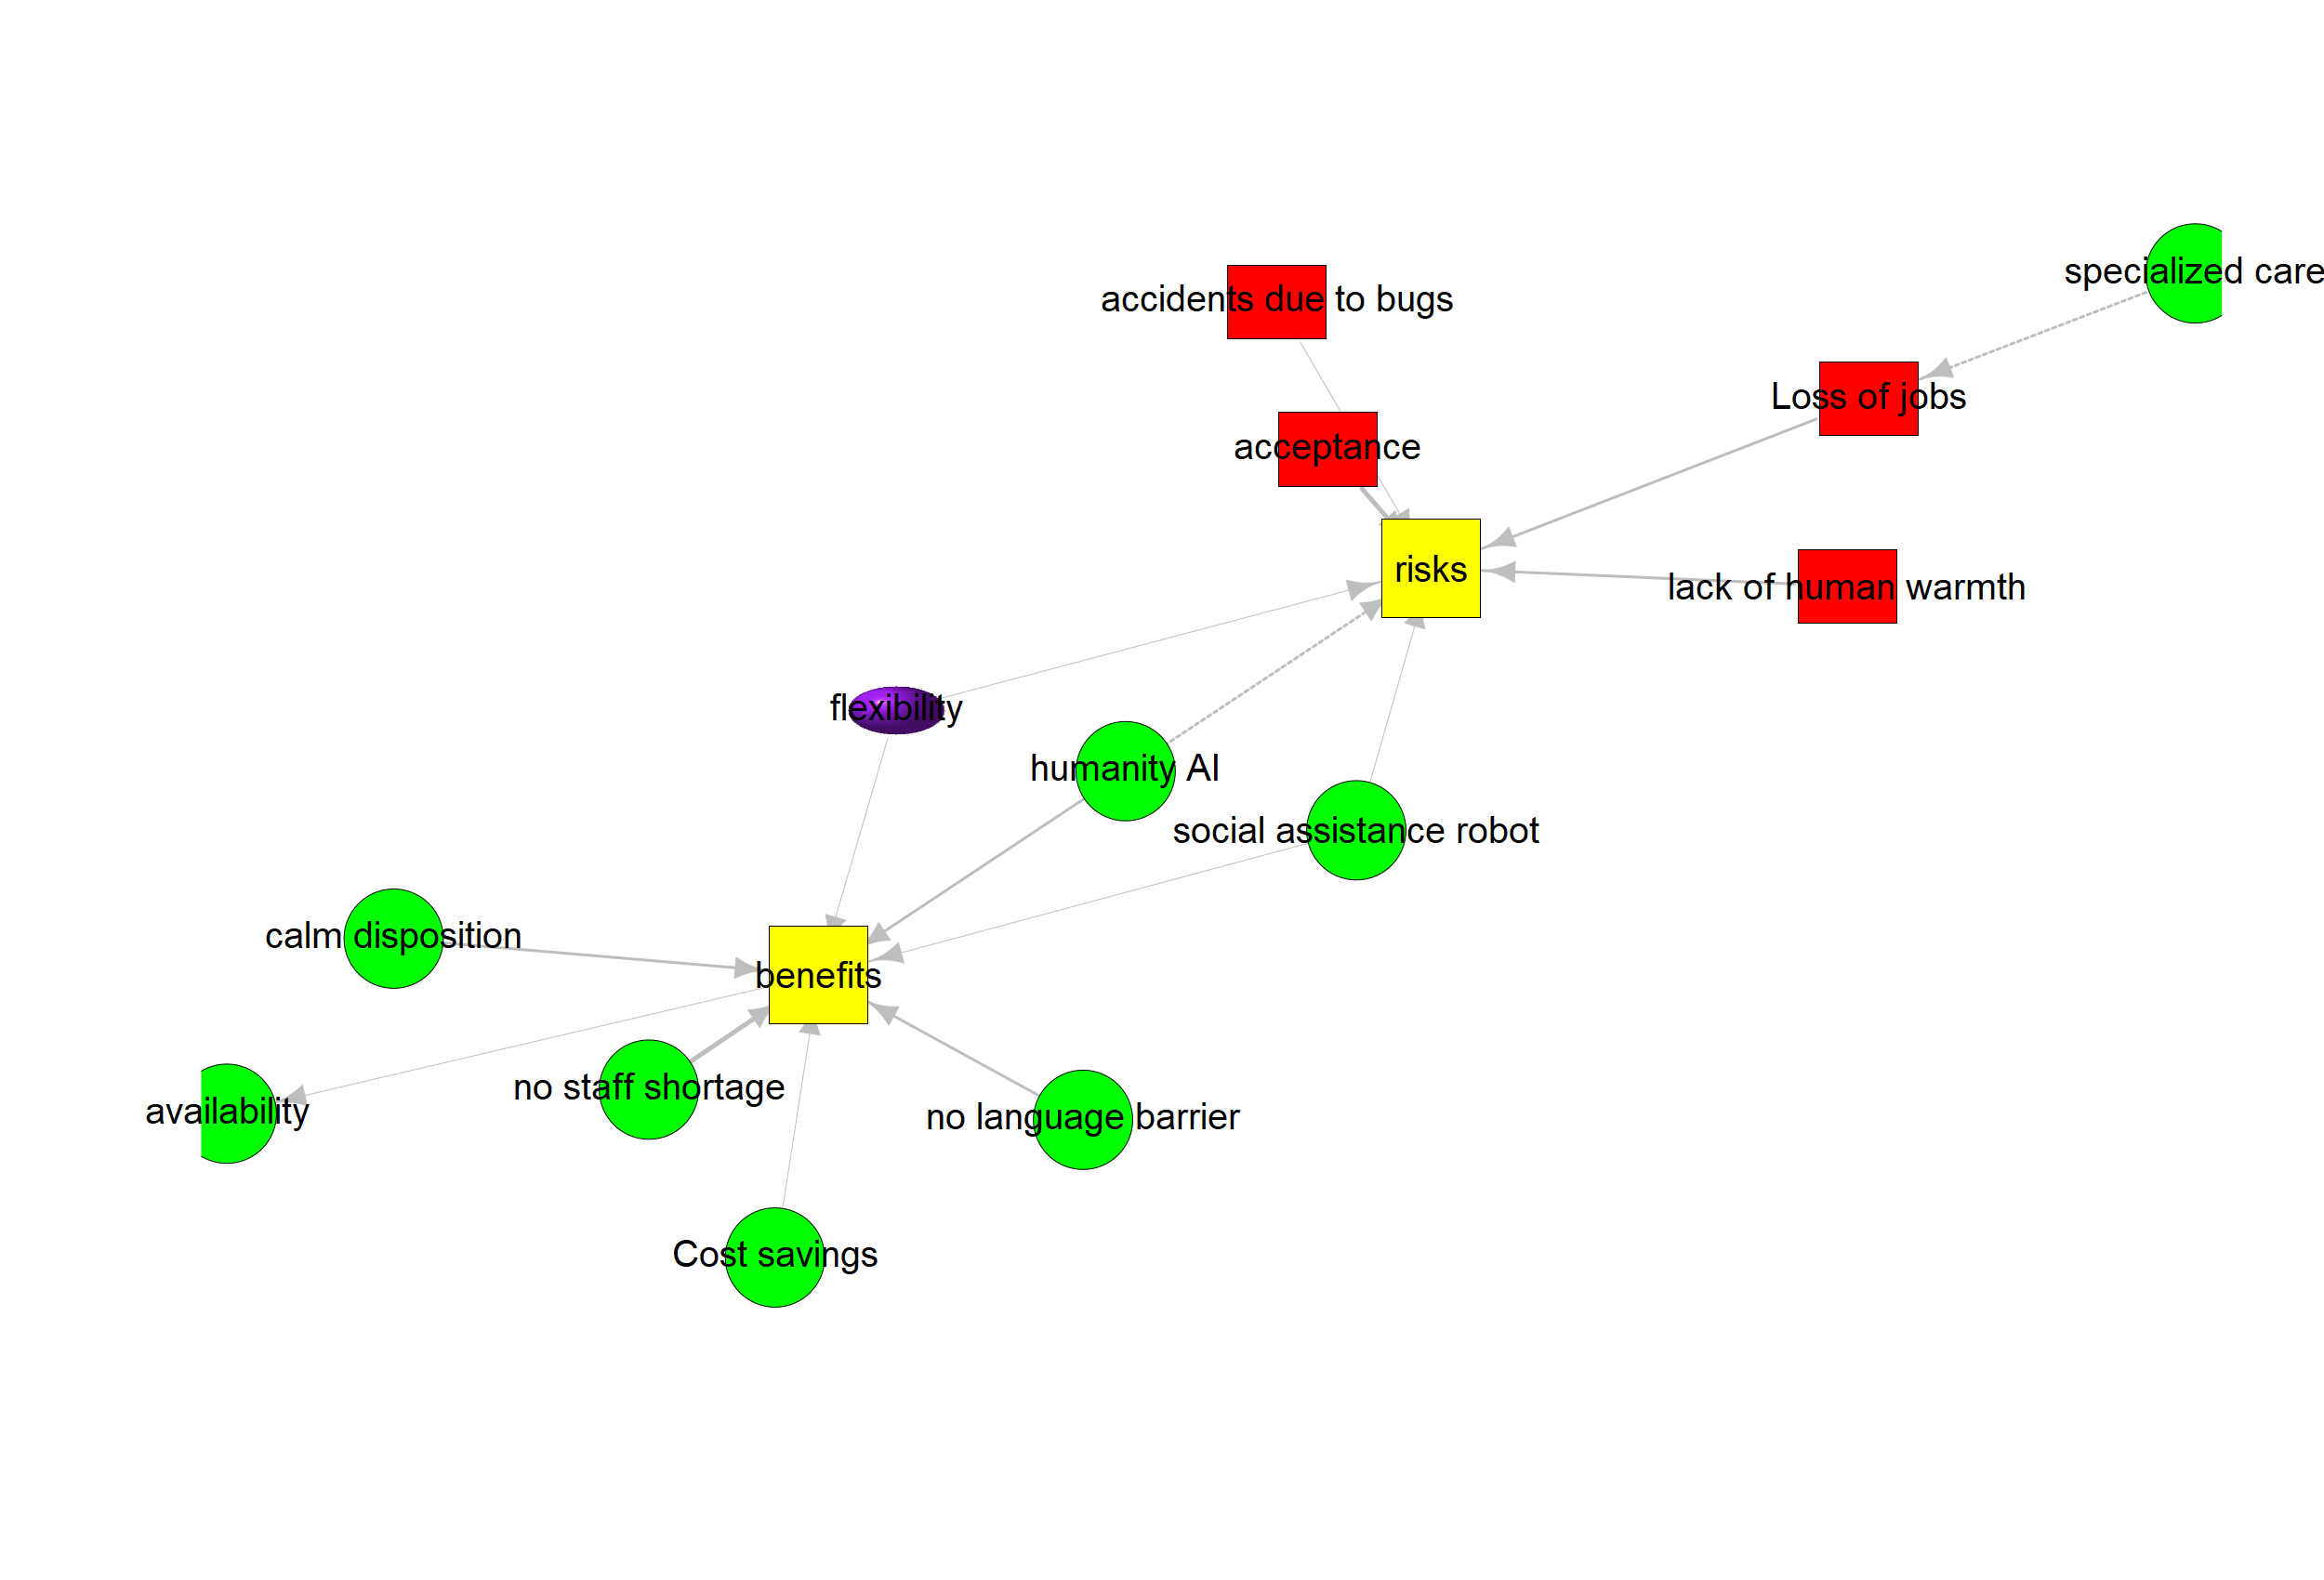 specialized care
accidents due to bugs
Loss of jobs
acceptance
risks
lack of human warmth
flexibility
humanity AI
social assistance robot
calm disposition
benefits
no staff shortage
availability
no language barrier
Cost savings